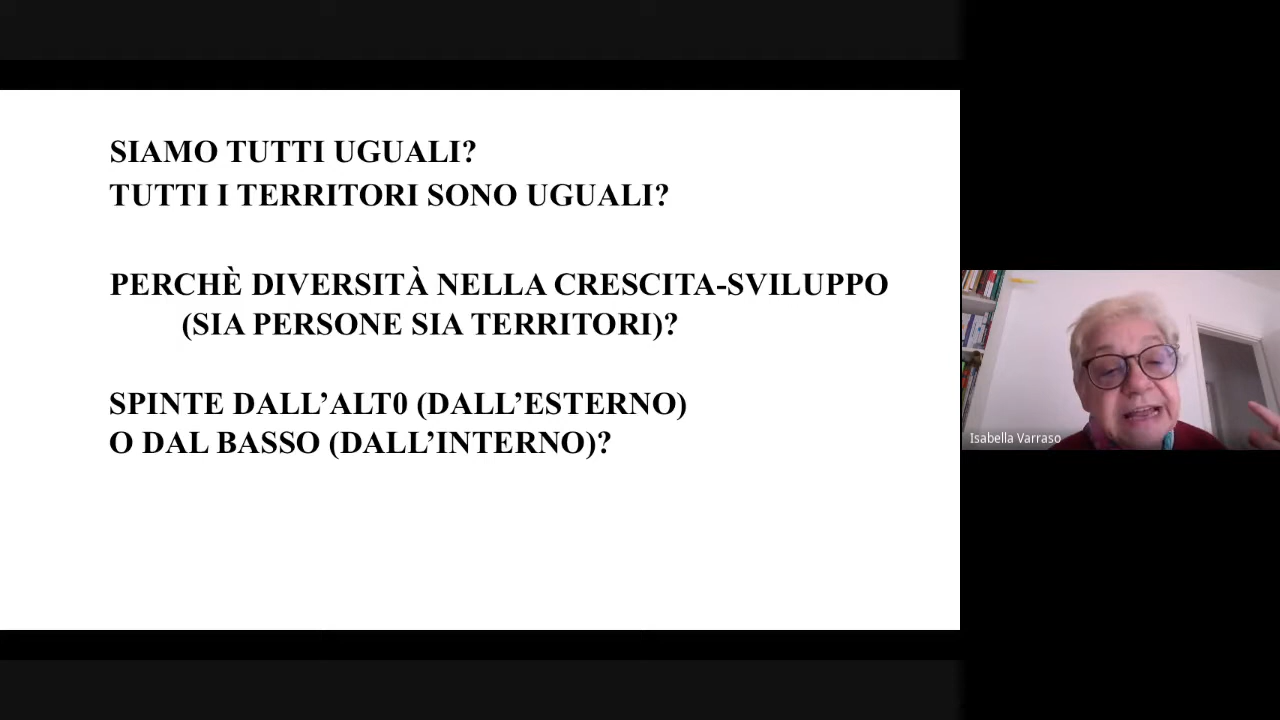 SIAMO TUTTI UGUALI?
TUTTI I TERRITORI SONO UGUALI?
PERCHÈ DIVERSITÀ NELLA CRESCITA-SVILUPPO
(SIA PERSONE SIA TERRITORI)?
SPINTE DALL’ALT0 (DALL’ESTERNO)
O DAL BASSO (DALL’INTERNO)?
Isabella Varraso